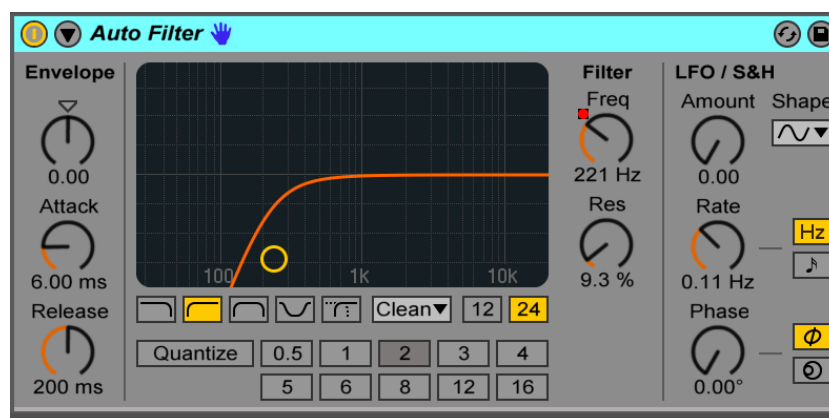 Auto Filter
Envelope
0.00
Attack
6.00 ms
Release
200 ms
100
1k
10k
Clean
12
24
Quantize
0.5
1
2
3
4
5
6
8
12
16
Filter
Freq
221 Hz
Res
9.3 %
LFO / S&H
Amount
Shape
0.00
Rate
Hz
0.11 Hz
Phase
0.00°